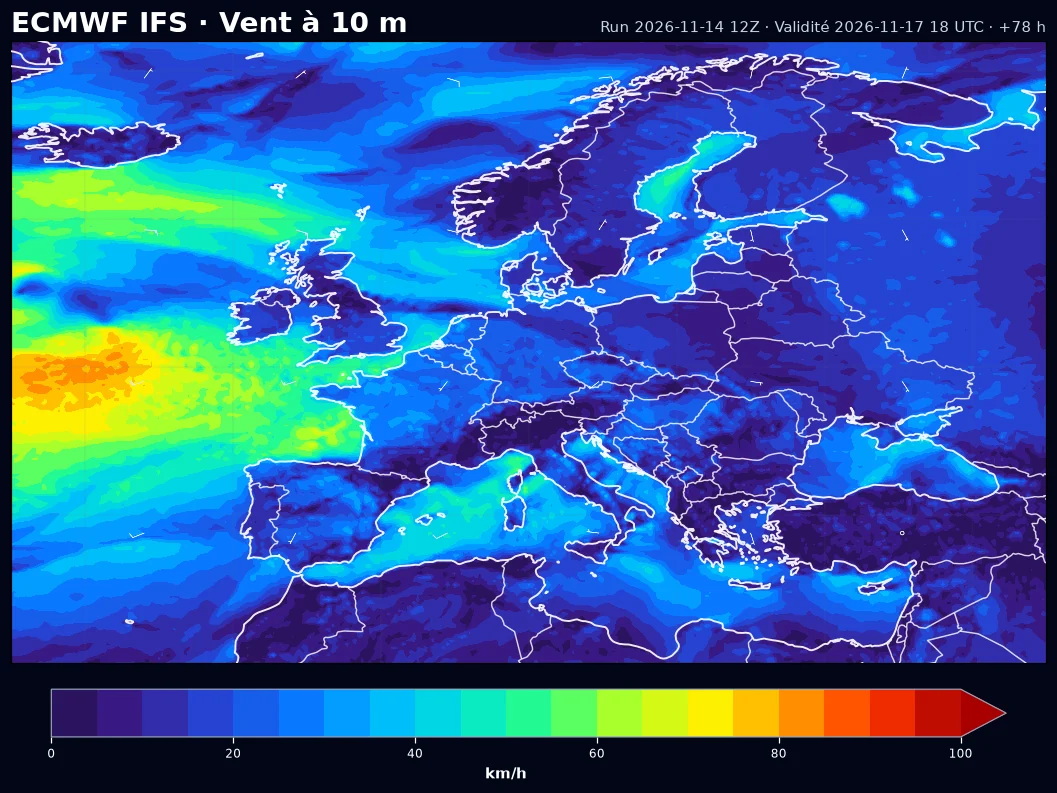 ECMWF IFS · Vent à 10 m
Run 2026-11-14 12Z · Validité 2026-11-17 18 UTC · +78 h
0 20 40 60 80 100
km/h